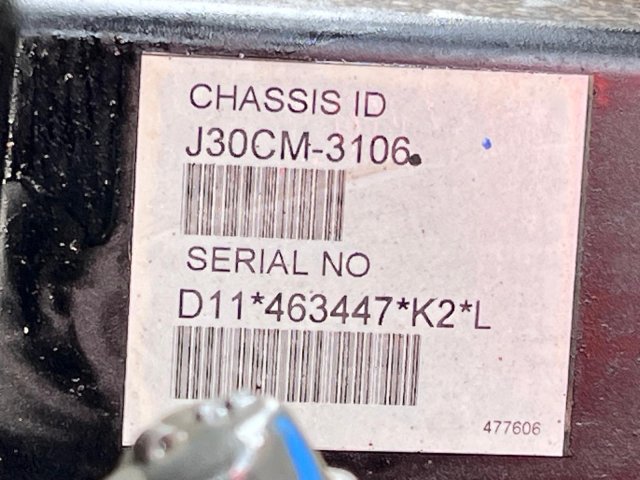 CHASSIS ID
J30CM-3106
SERIAL NO
D11*463447*K2*L
477606